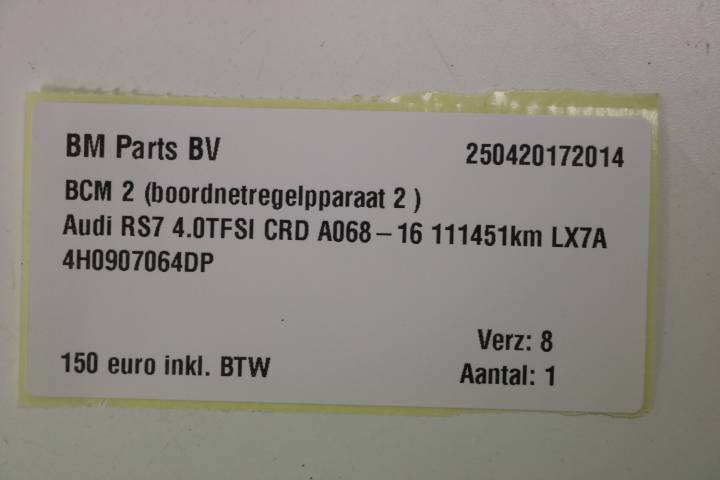 BM Parts BV 250420172014
BCM 2 (boordnetregelpparaat 2 )
Audi RS7 4.0TFSI CRD A068-16 111451km LX7A
4H0907064DP
Verz: 8
150 euro inkl. BTW
Aantal: 1